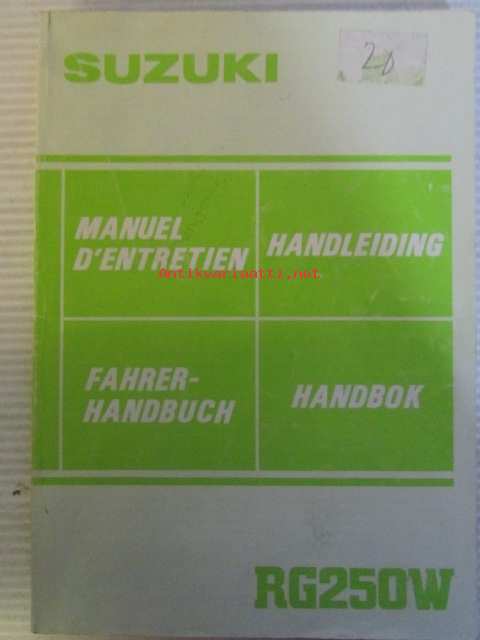 SUZUKI
20
MANUEL
D'ENTRETIEN
HANDLEIDING
Antikvariaatti.net
FAHRER-
HANDBUCH
HANDBOK
RG250W